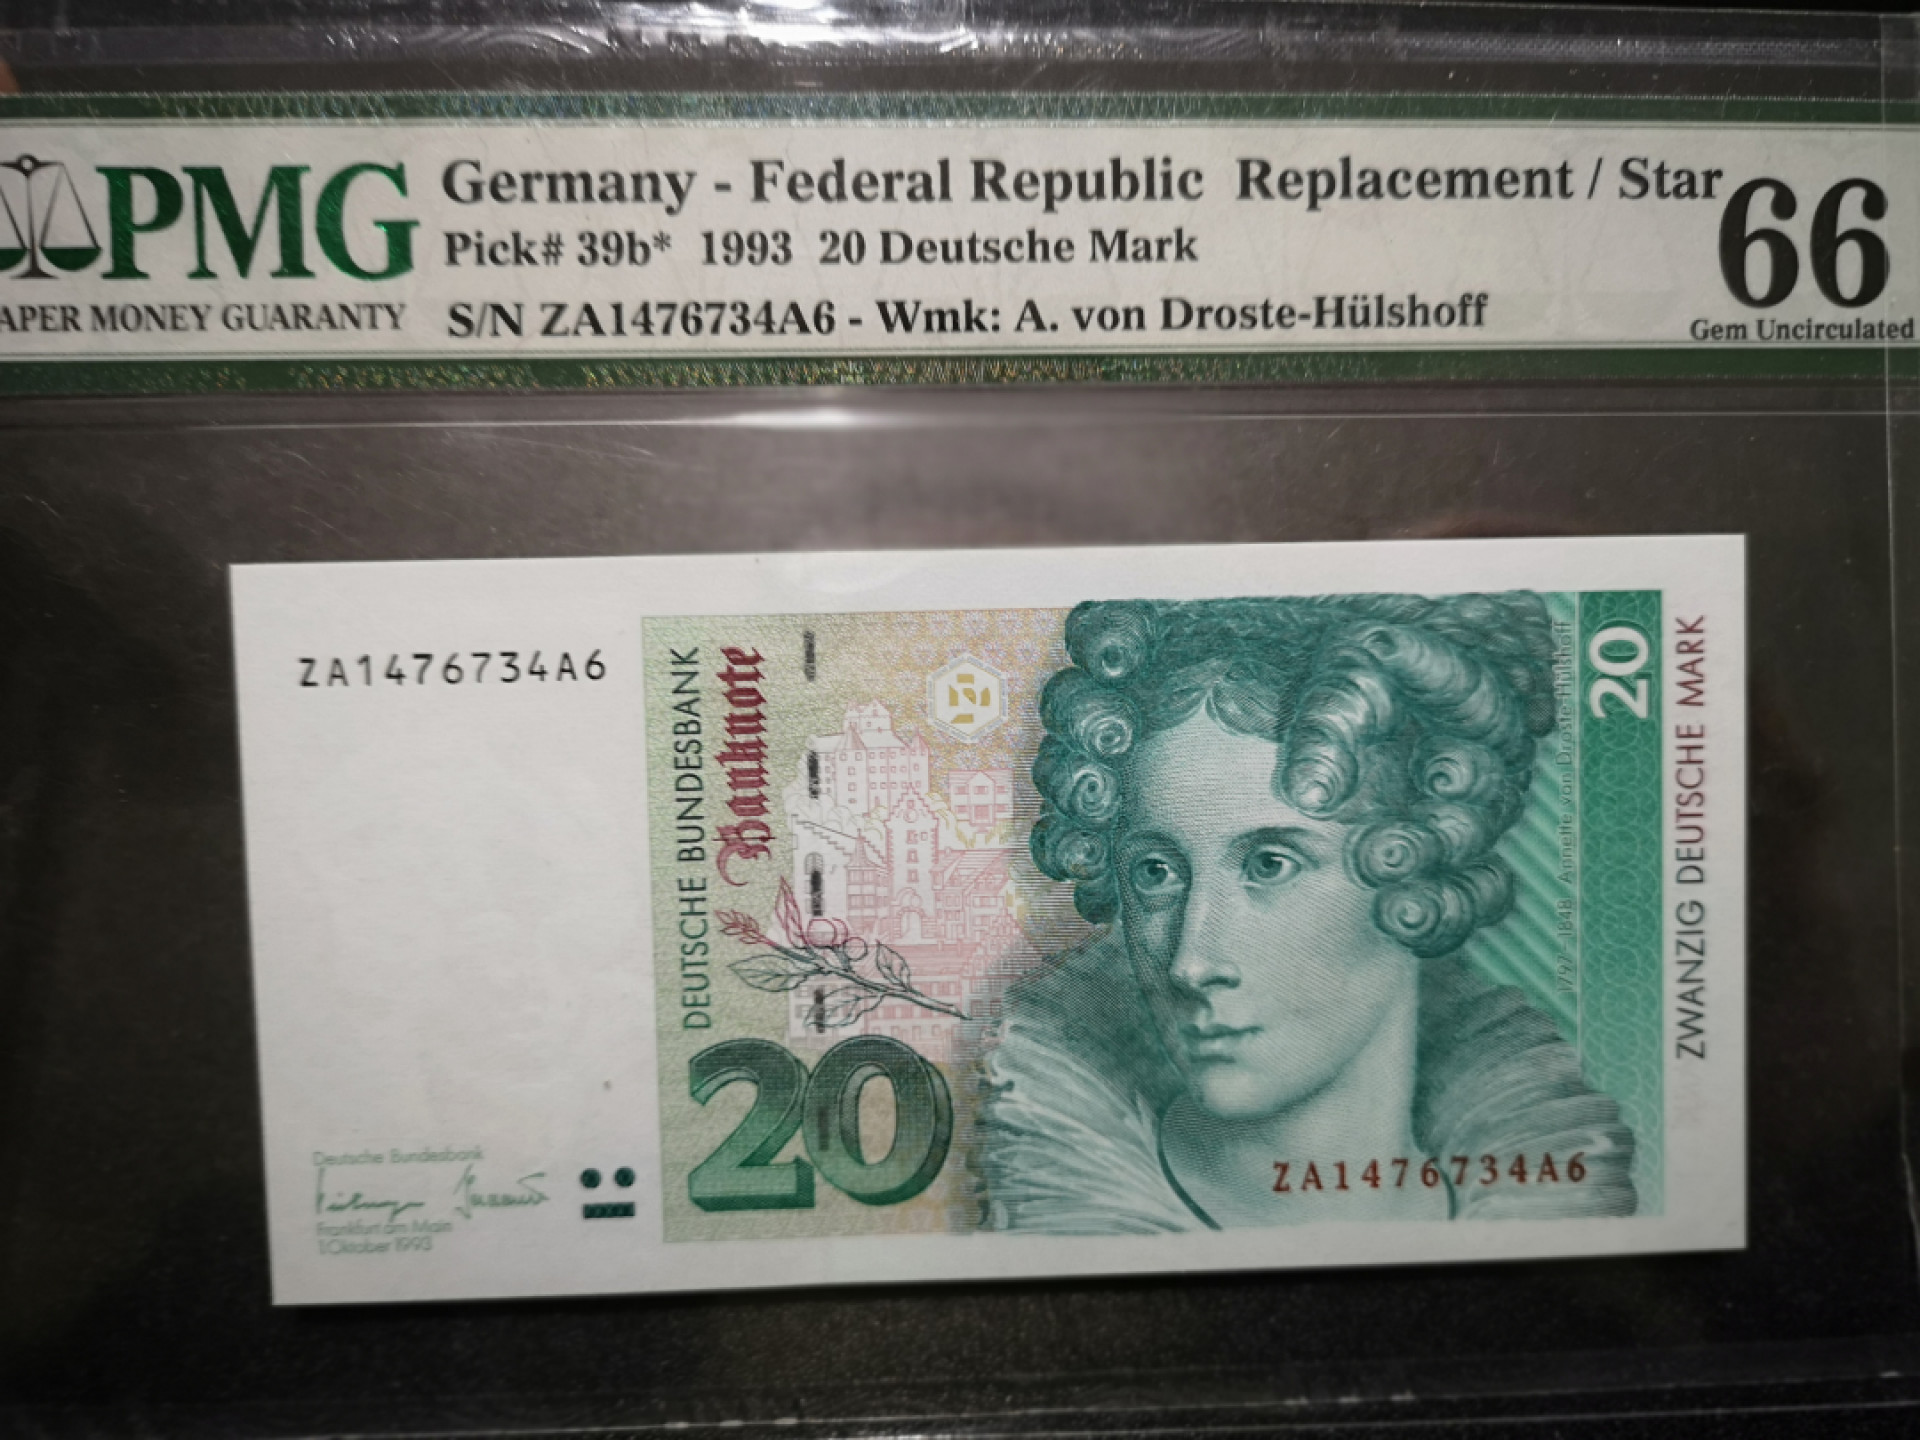 PMG
APER MONEY GUARANTY
Germany - Federal Republic Replacement / Star
Pick# 39b* 1993 20 Deutsche Mark
S/N ZA1476734A6 - Wmk: A. von Droste-Hülshoff
66
Gem Uncirculated
ZA1476734A6
DEUTSCHE BUNDESBANK
Banknote
20
1797-1848 Annette von Droste-Hülshoff
20
ZWANZIG DEUTSCHE MARK
ZA1476734A6
Deutsche Bundesbank
Frankfurt am Main
1.Oktober 1993